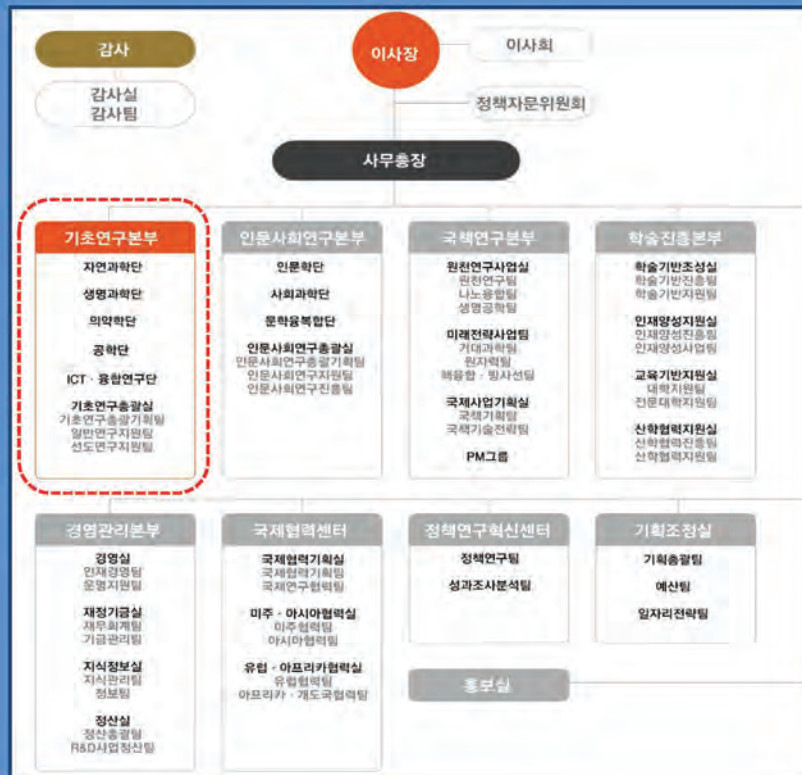 감사
이사장
이사회
감사실
감사팀
정책자문위원회
사무총장
기초연구본부
자연과학단
생명과학단
의약학단
공학단
ICT · 융합연구단
기초연구총괄실
기초연구총괄기획팀
일반연구지원팀
선도연구지원팀
인문사회연구본부
인문학단
사회과학단
문학융복합단
인문사회연구총괄실
인문사회연구총괄기획팀
인문사회연구지원팀
인문사회연구진흥팀
국책연구본부
원천연구사업실
원천연구팀
나노융합팀
생명공학팀
미래전략사업팀
거대과학팀
원자력팀
핵융합 · 방사선팀
국제사업기획실
국책기획팀
국책기술전략팀
PM그룹
학술진흥본부
학술기반조성실
학술기반진흥팀
학술기반지원팀
인재양성지원실
인재양성진흥팀
인재양성사업팀
교육기반지원실
대학지원팀
전문대학지원팀
산학협력지원실
산학협력진흥팀
산학협력지원팀
경영관리본부
경영실
인재경영팀
운영지원팀
재정기금실
재무회계팀
기금관리팀
지식정보실
지식관리팀
정보팀
정산실
정산총괄팀
R&D사업정산팀
국제협력센터
국제협력기획실
국제협력기획팀
국제연구협력팀
미주 · 아시아협력실
미주협력팀
아시아협력팀
유럽 · 아프리카협력실
유럽협력팀
아프리카 · 개도국협력팀
정책연구혁신센터
정책연구팀
성과조사분석팀
기획조정실
기획총괄팀
예산팀
일자리전략팀
홍보실